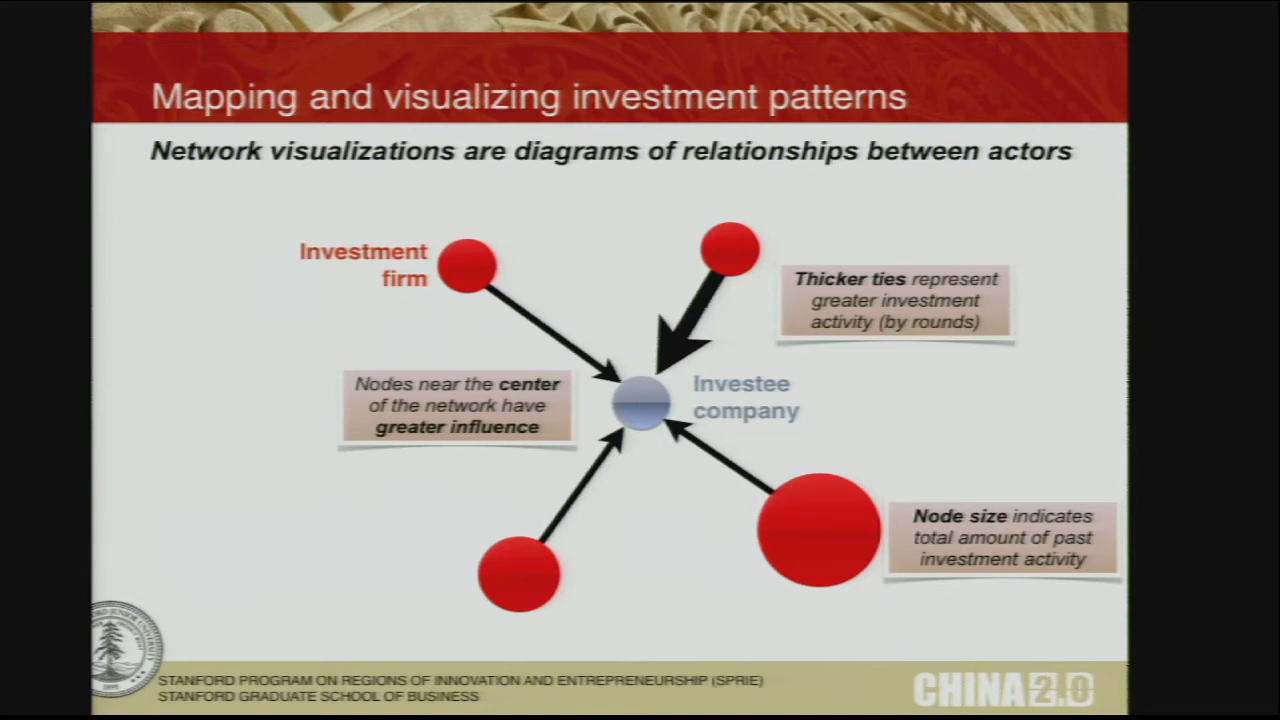 Mapping and visualizing investment patterns
Network visualizations are diagrams of relationships between actors
Investment
firm
Thicker ties represent
greater investment
activity (by rounds)
Nodes near the center
of the network have
greater influence
Investee
company
Node size indicates
total amount of past
investment activity
STANFORD PROGRAM ON REGIONS OF INNOVATION AND ENTREPRENEURSHIP (SPRIE)
STANFORD GRADUATE SCHOOL OF BUSINESS
CHINA 2.0